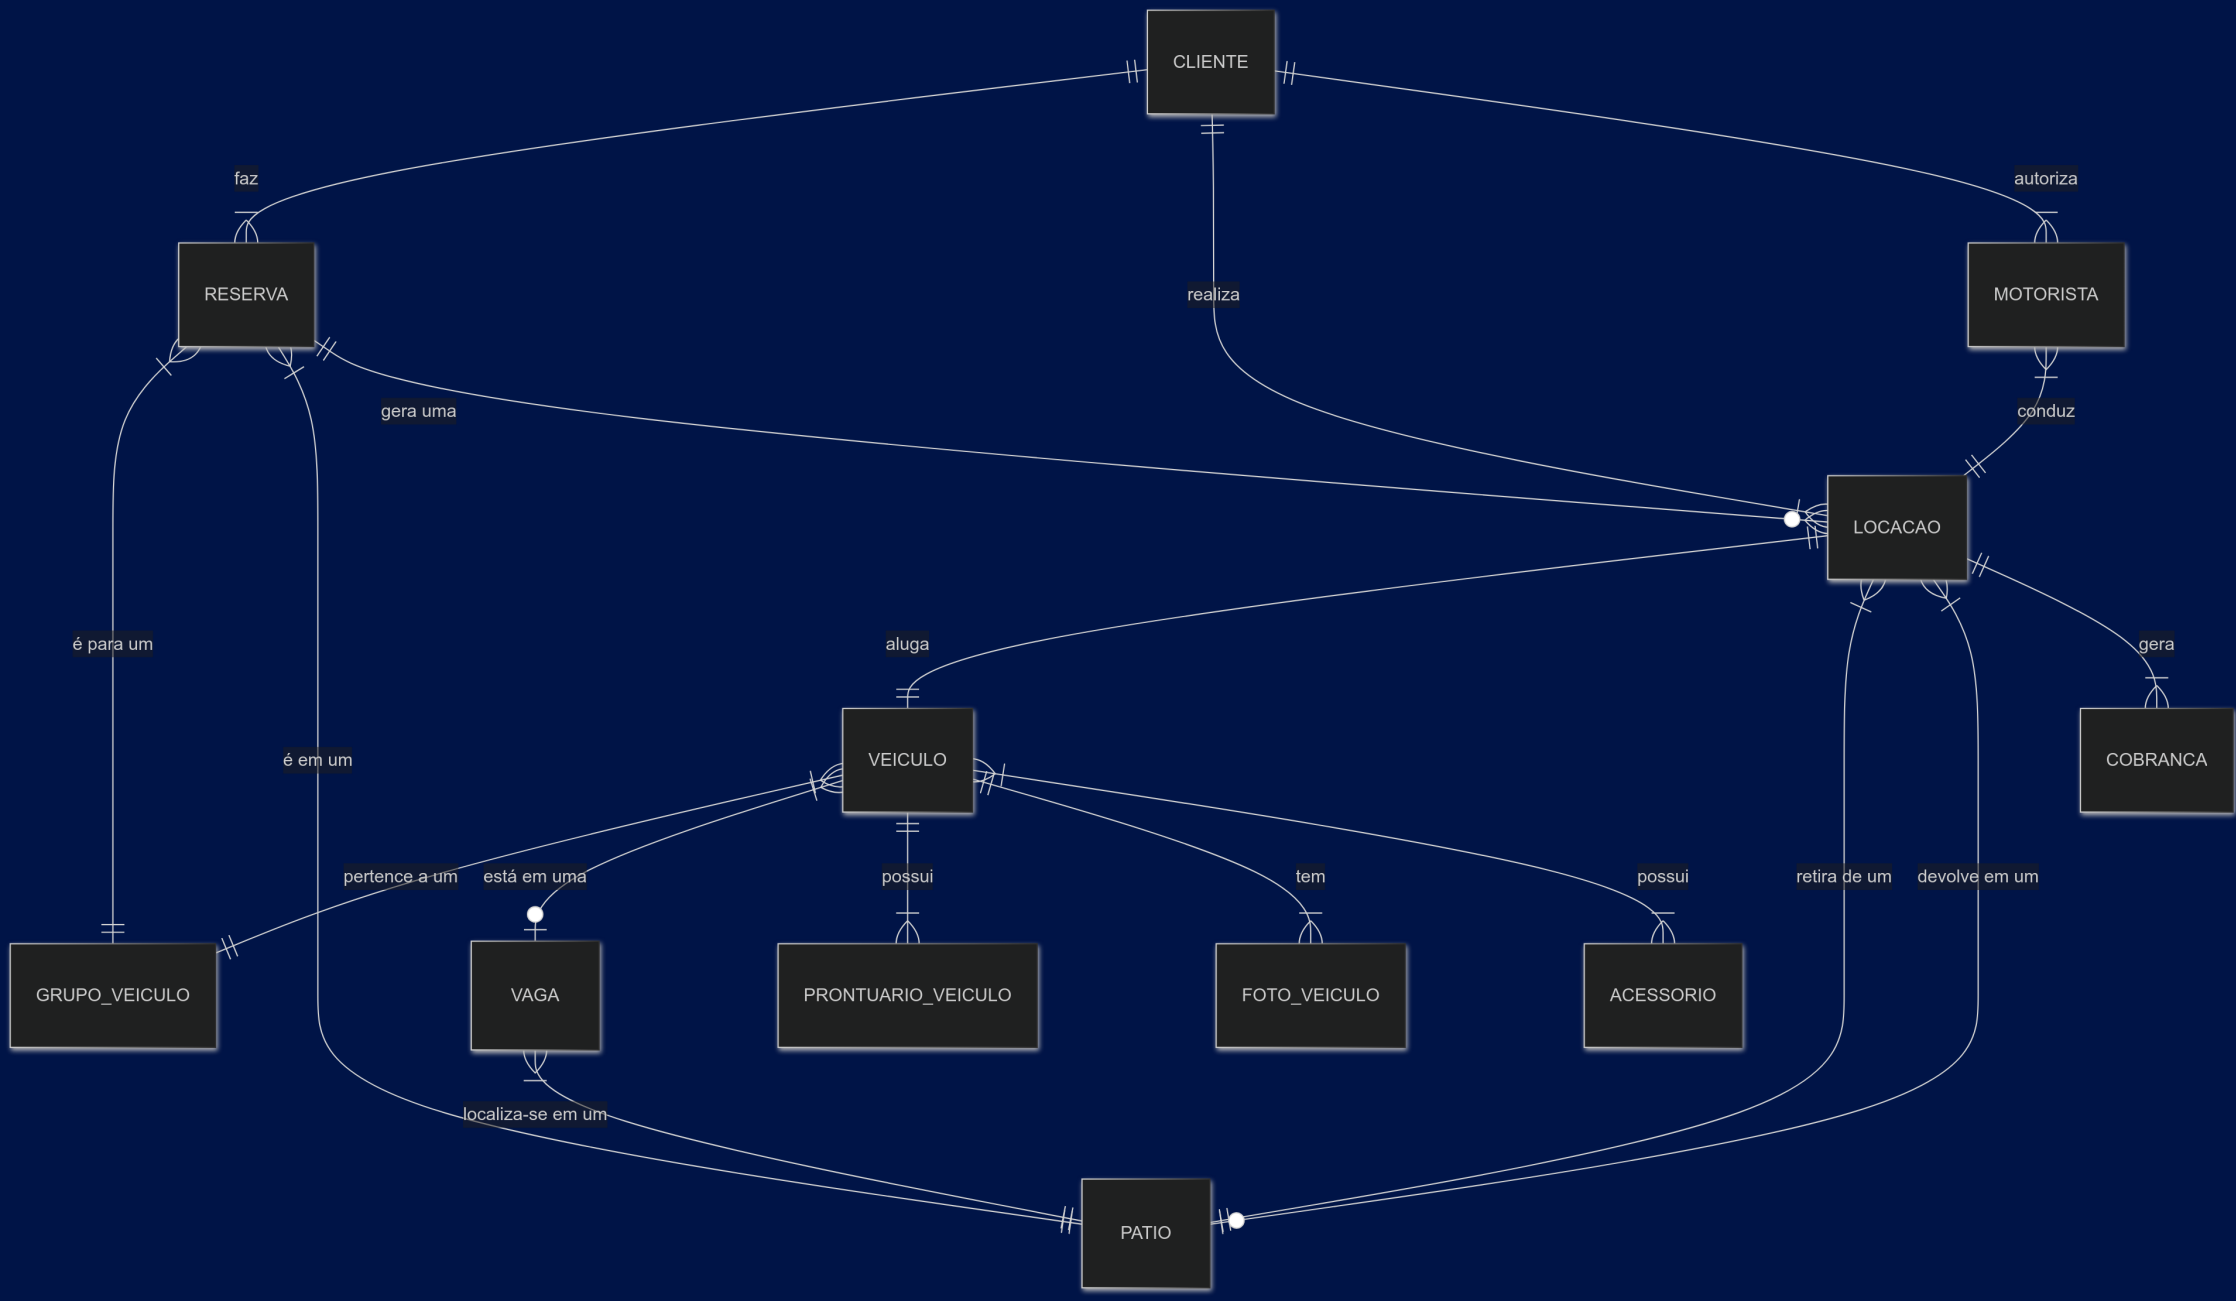 CLIENTE
faz
autoriza
RESERVA
realiza
MOTORISTA
gera uma
conduz
LOCACAO
é para um
aluga
gera
é em um
VEICULO
COBRANCA
pertence a um
está em uma
possui
tem
possui
retira de um
devolve em um
GRUPO_VEICULO
VAGA
PRONTUARIO_VEICULO
FOTO_VEICULO
ACESSORIO
localiza-se em um
PATIO